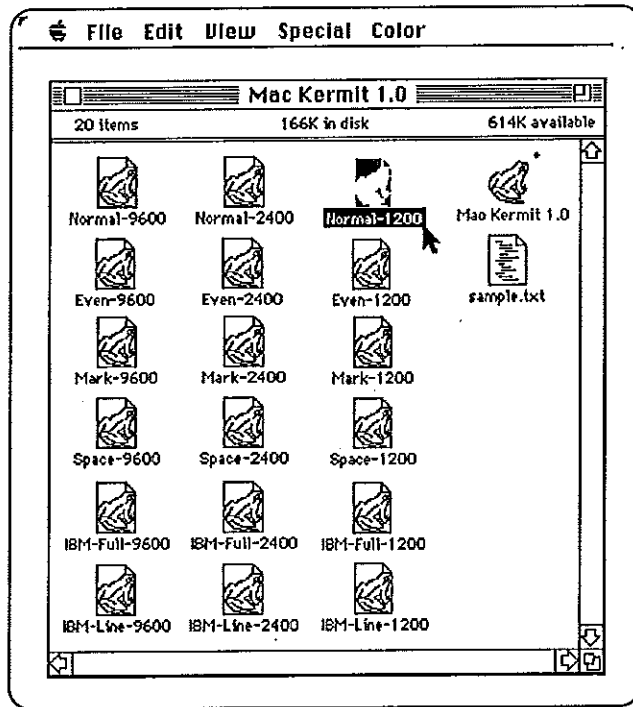 File Edit View Special Color
Mac Kermit 1.0
20 items 166K in disk 614K available
Normal-9600 Normal-2400 Normal-1200 Mac Kermit 1.0
Even-9600 Even-2400 Even-1200 sample.txt
Mark-9600 Mark-2400 Mark-1200
Space-9600 Space-2400 Space-1200
IBM-Full-9600 IBM-Full-2400 IBM-Full-1200
IBM-Line-9600 IBM-Line-2400 IBM-Line-1200